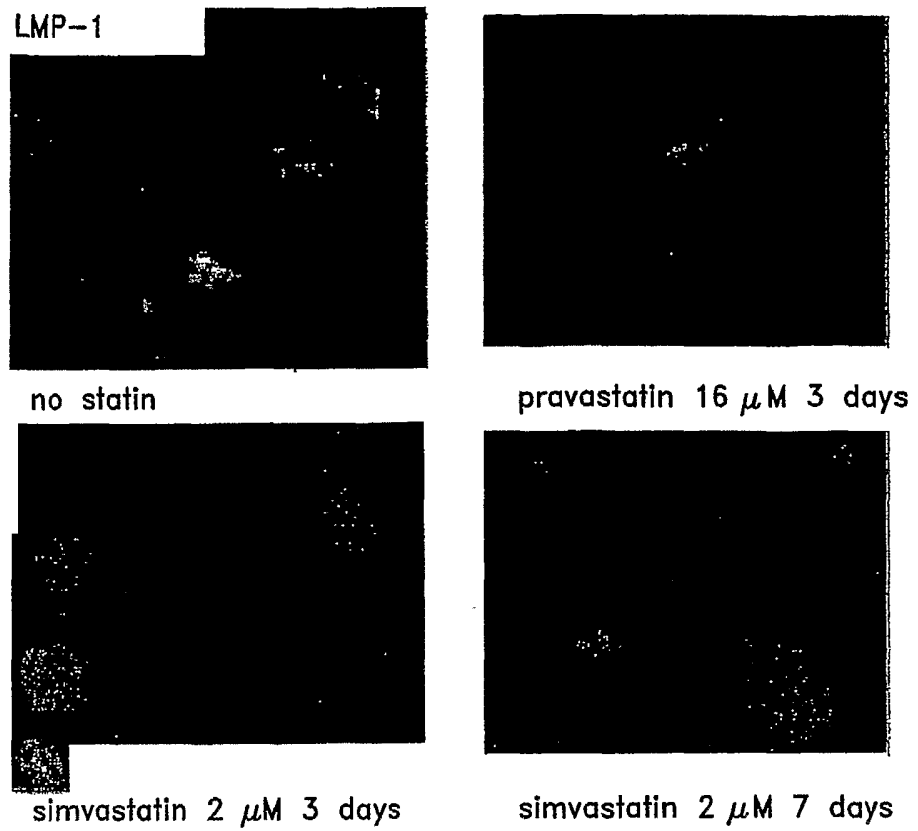 LMP-1
no statin
pravastatin 16 μM 3 days
simvastatin 2 μM 3 days
simvastatin 2 μM 7 days